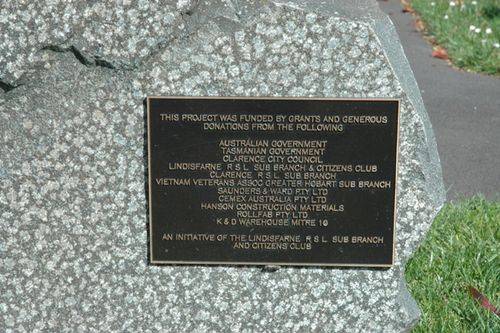 THIS PROJECT WAS FUNDED BY GRANTS AND GENEROUS
DONATIONS FROM THE FOLLOWING
AUSTRALIAN GOVERNMENT
TASMANIAN GOVERNMENT
CLARENCE CITY COUNCIL
LINDISFARNE R S L SUB BRANCH & CITIZENS CLUB
CLARENCE R S L SUB BRANCH
VIETNAM VETERANS ASSOC GREATER HOBART SUB BRANCH
SAUNDERS & WARD PTY LTD
CEMEX AUSTRALIA PTY LTD
HANSON CONSTRUCTION MATERIALS
ROLLFAB PTY LTD
K & D WAREHOUSE MITRE 10
AN INITIATIVE OF THE LINDISFARNE R S L SUB BRANCH
AND CITIZENS CLUB